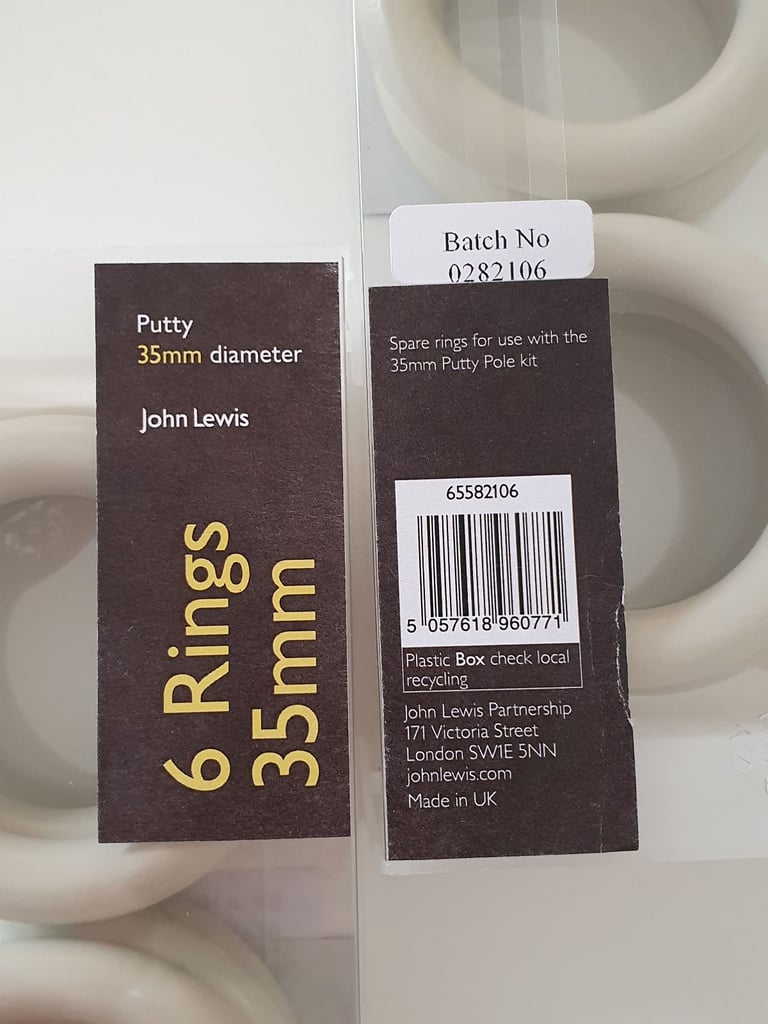 Putty
35mm diameter
John Lewis
6 Rings
35mm
Batch No
0282106
Spare rings for use with the
35mm Putty Pole kit
65582106
5 057618 960771
Plastic Box check local
recycling
John Lewis Partnership
171 Victoria Street
London SW1E 5NN
johnlewis.com
Made in UK